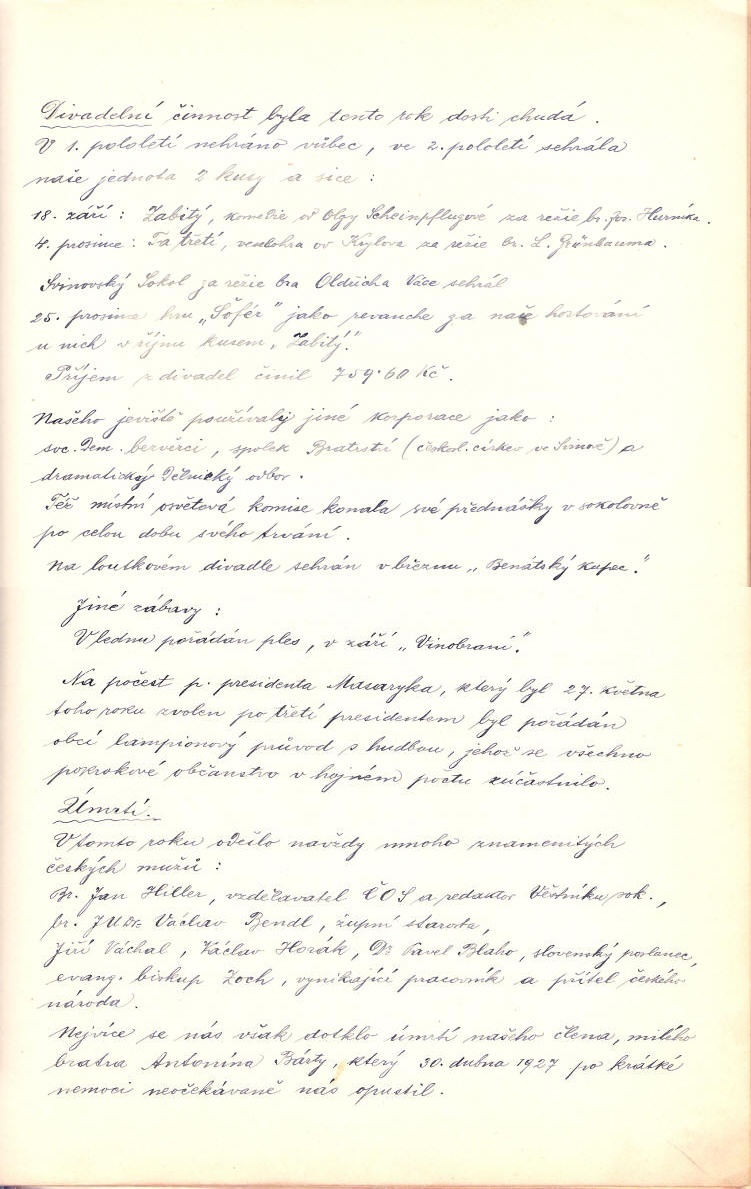 Divadelní činnost byla tento rok dosti chudá.
V 1. pololetí nehráno vůbec, ve 2. pololetí sehrála
naše jednota 2 kusy a sice:
18. září: Zabitý, komedie od Olgy Scheinpflugové za režie br. Jos. Hurníka.
4. prosince: Ta třetí, veselohra od Krylova za režie br. L. Grünbauma.
Svinovský Sokol za režie bra Oldřicha Váce sehrál
25. prosince hru „Šofér" jako revanche za naše hostování
u nich v říjnu kusem „Zabitý".
Příjem z divadel činil 759·60 Kč.
Našeho jeviště používaly jiné korporace jako:
soc. dem. bezvěrci, spolek Bratrství (českosl. církev ve Svinově) a
dramatický Dělnický odbor.
Též místní osvětová komise konala své přednášky v sokolovně
po celou dobu svého trvání.
Na loutkovém divadle sehrán v březnu „Benátský kupec."
Jiné zábavy:
V lednu pořádán ples, v září „Vinobraní".
Na počest p. presidenta Masaryka, který byl 27. května
toho roku zvolen po třetí presidentem byl pořádán
obcí lampionový průvod s hudbou, jehož se všechno
pokrokové občanstvo v hojném počtu zúčastnilo.
Úmrtí.
V tomto roku odešlo navždy mnoho znamenitých
českých mužů:
Br. Jan Hiller, vzdělavatel ČOS a redaktor Věstníku sok.,
br. JUDr Václav Bendl, župní starosta,
Jiří Váchal, Václav Horák, Dr Pavel Blaho, slovenský poslanec,
evang. biskup Zoch, vynikající pracovník a přítel českého
národa.
Nejvíce se nás však dotklo úmrtí našeho člena, milého
bratra Antonína Bárty, který 30. dubna 1927 po krátké
nemoci neočekávaně nás opustil.